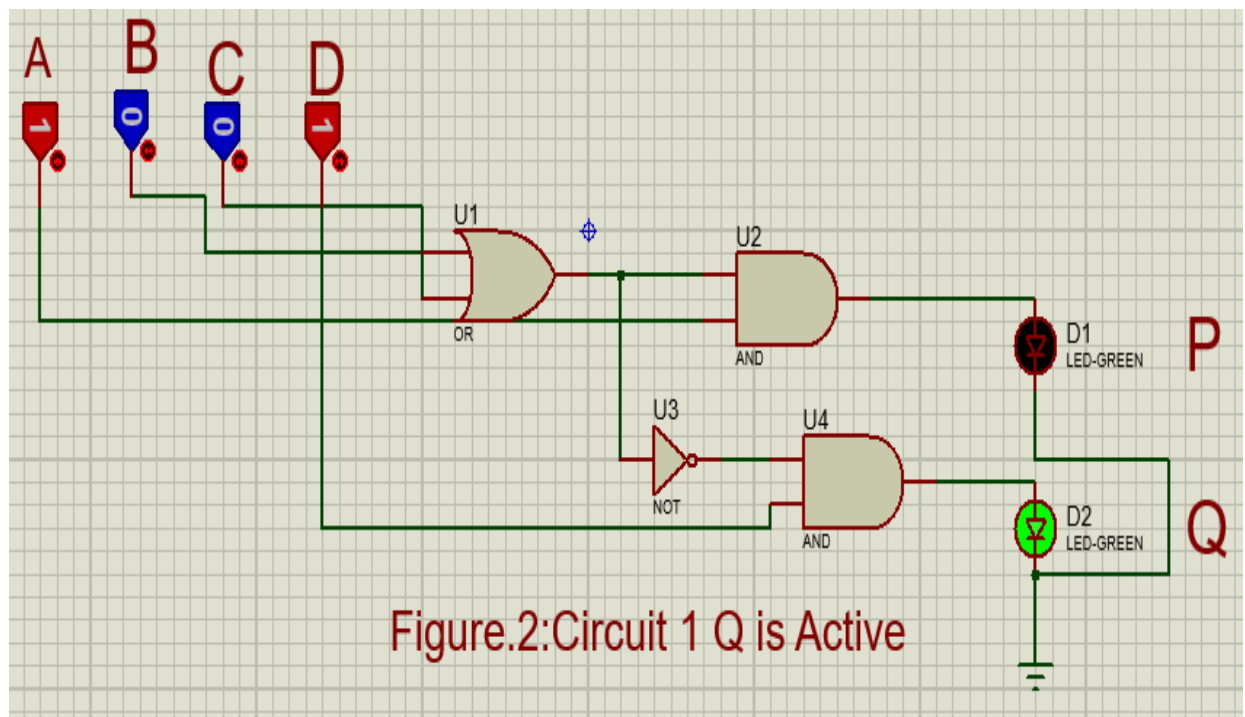 A B C D
1 0 0 1
U1
OR
U2
AND
D1
LED-GREEN
P
U3
NOT
U4
AND
D2
LED-GREEN
Q
Figure.2:Circuit 1 Q is Active